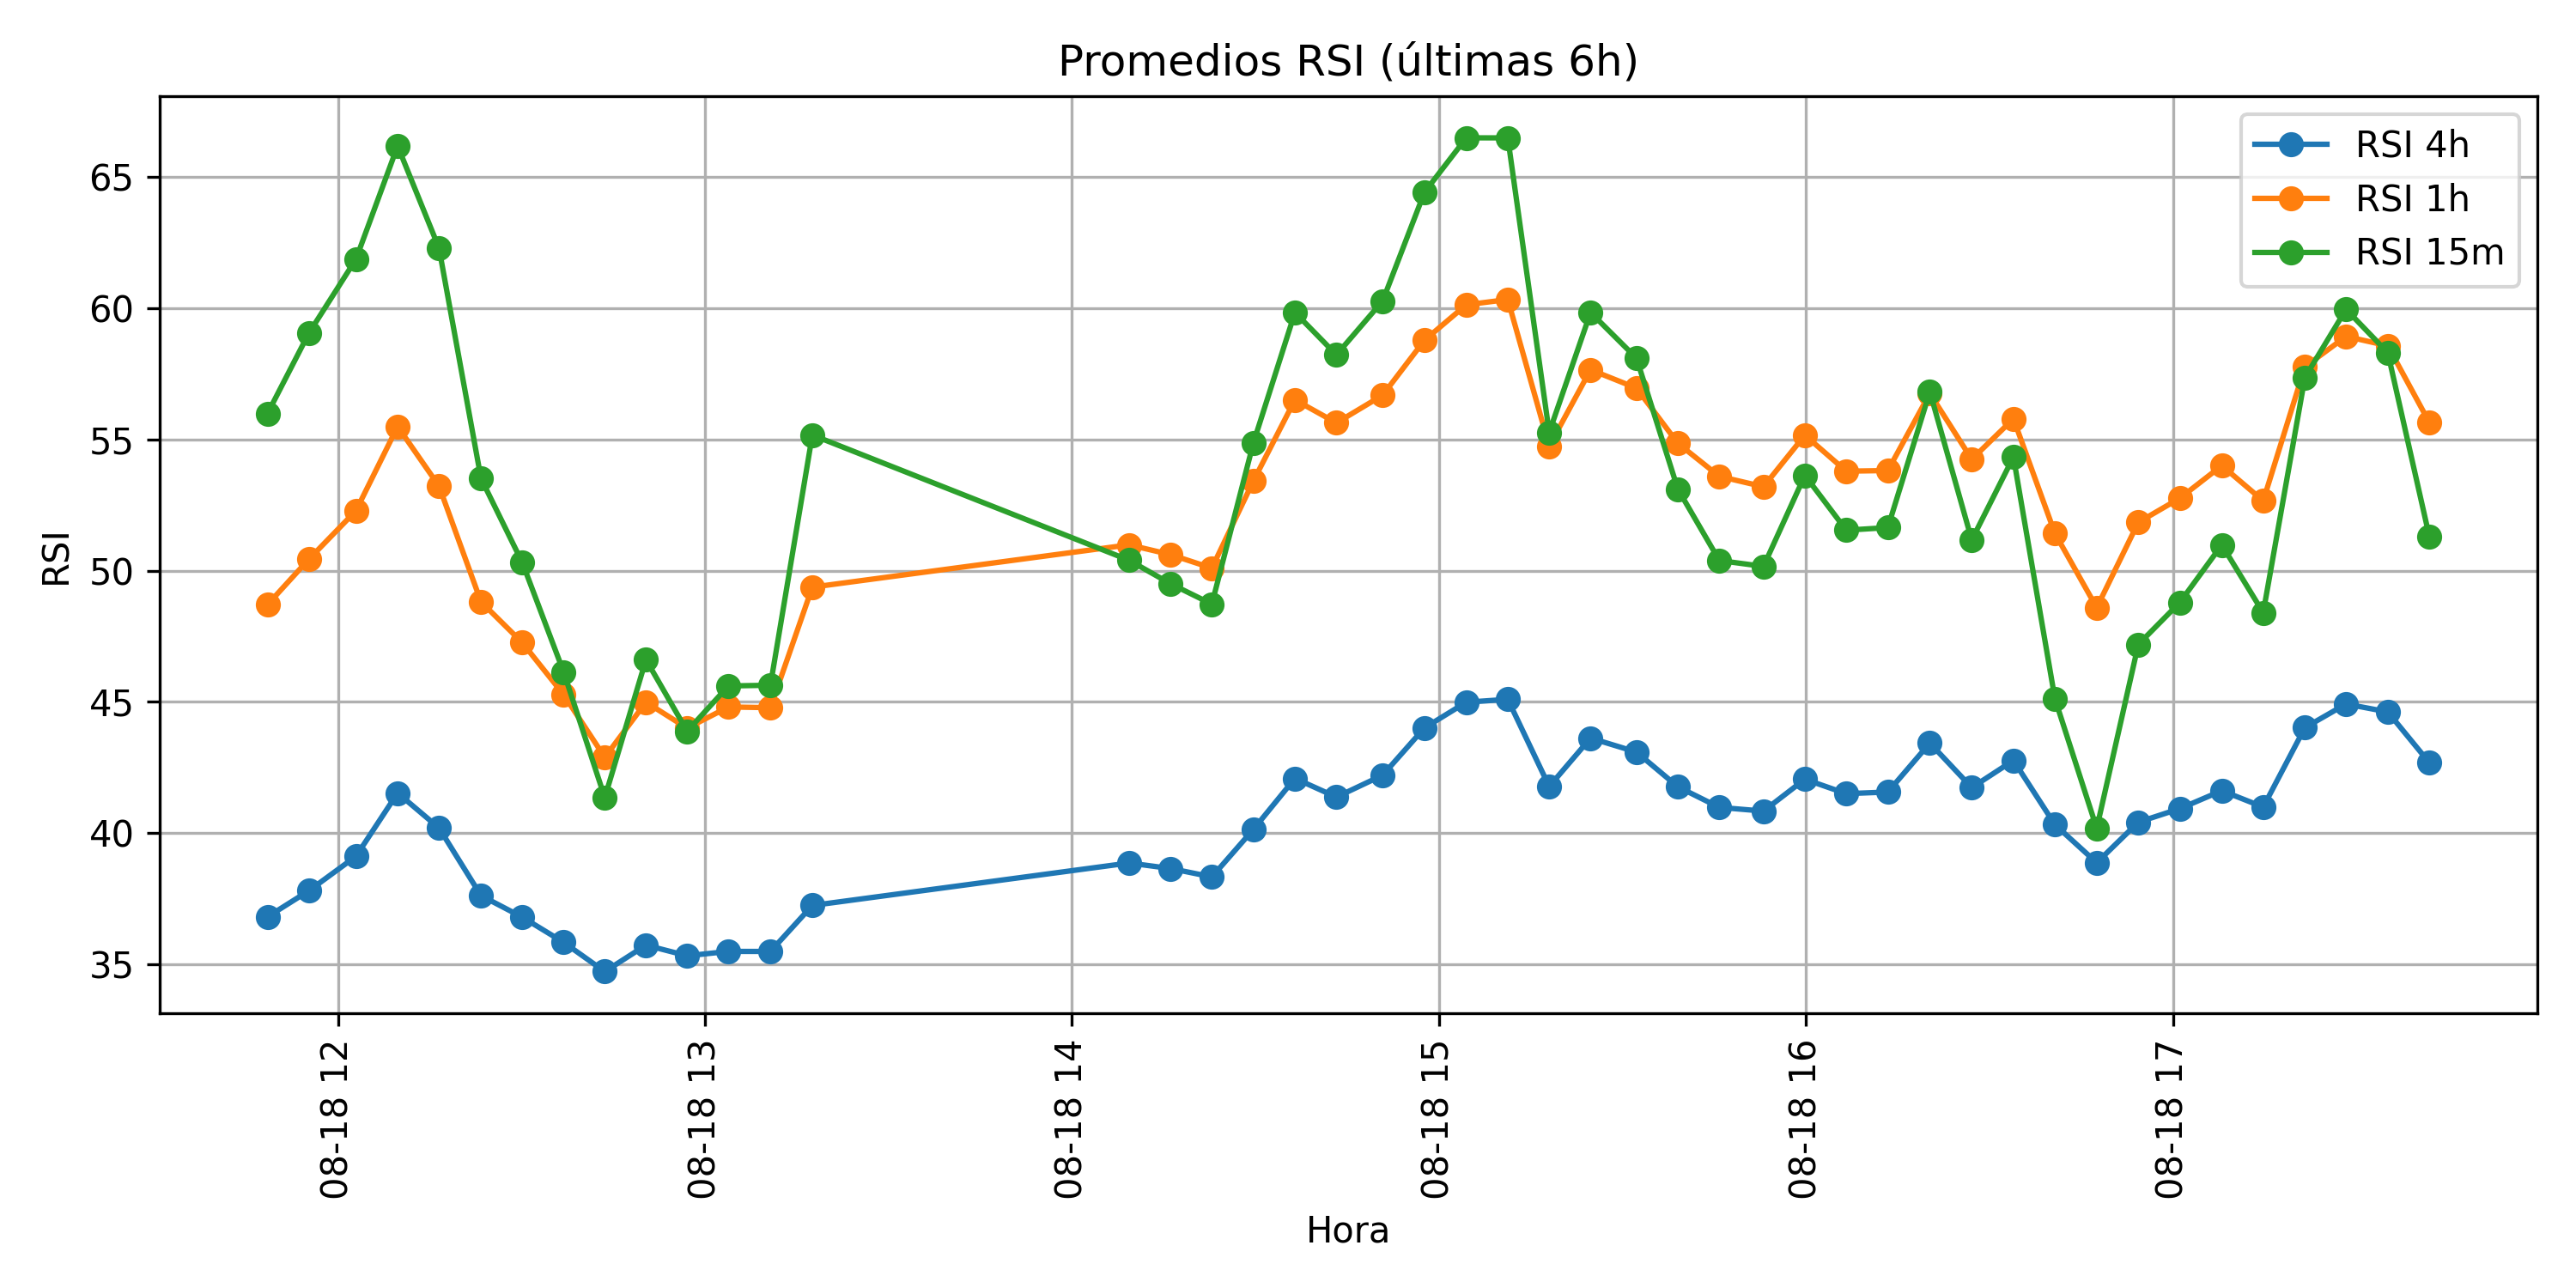 Promedios RSI (últimas 6h)
RSI 4h
RSI 1h
RSI 15m
65
60
55
50
45
40
35
RSI
08-18 12
08-18 13
08-18 14
08-18 15
08-18 16
08-18 17
Hora